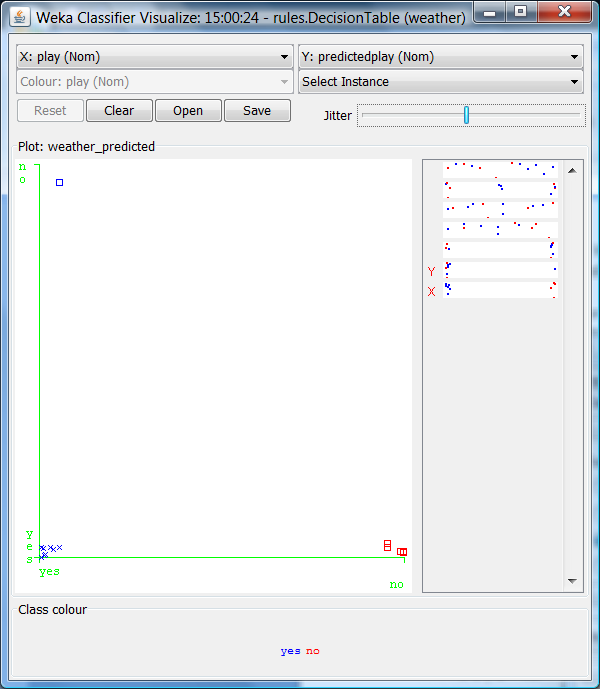 Weka Classifier Visualize: 15:00:24 - rules.DecisionTable (weather)
X: play (Nom) Y: predictedplay (Nom)
Colour: play (Nom) Select Instance
Reset Clear Open Save Jitter
Plot: weather_predicted
n
o
Y
X
y
e
s
yes no
Class colour
yes no